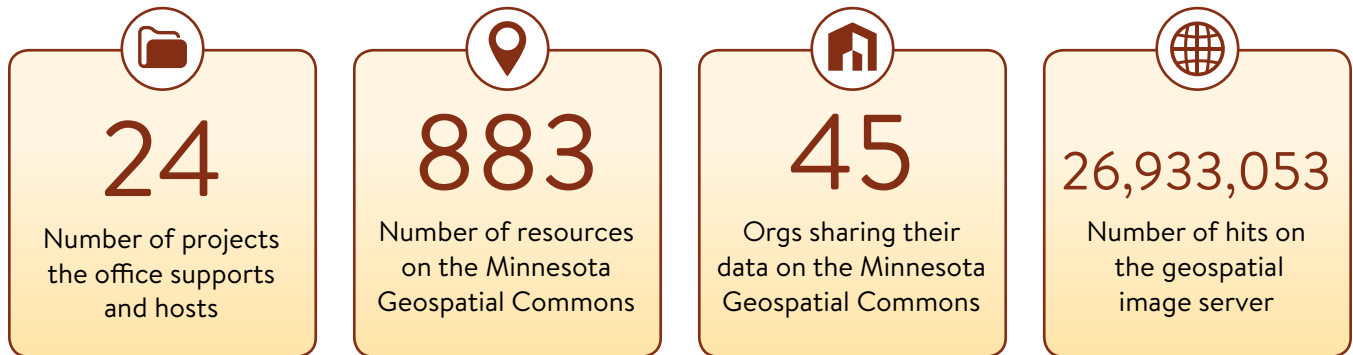 24
Number of projects
the office supports
and hosts
883
Number of resources
on the Minnesota
Geospatial Commons
45
Orgs sharing their
data on the Minnesota
Geospatial Commons
26,933,053
Number of hits on
the geospatial
image server